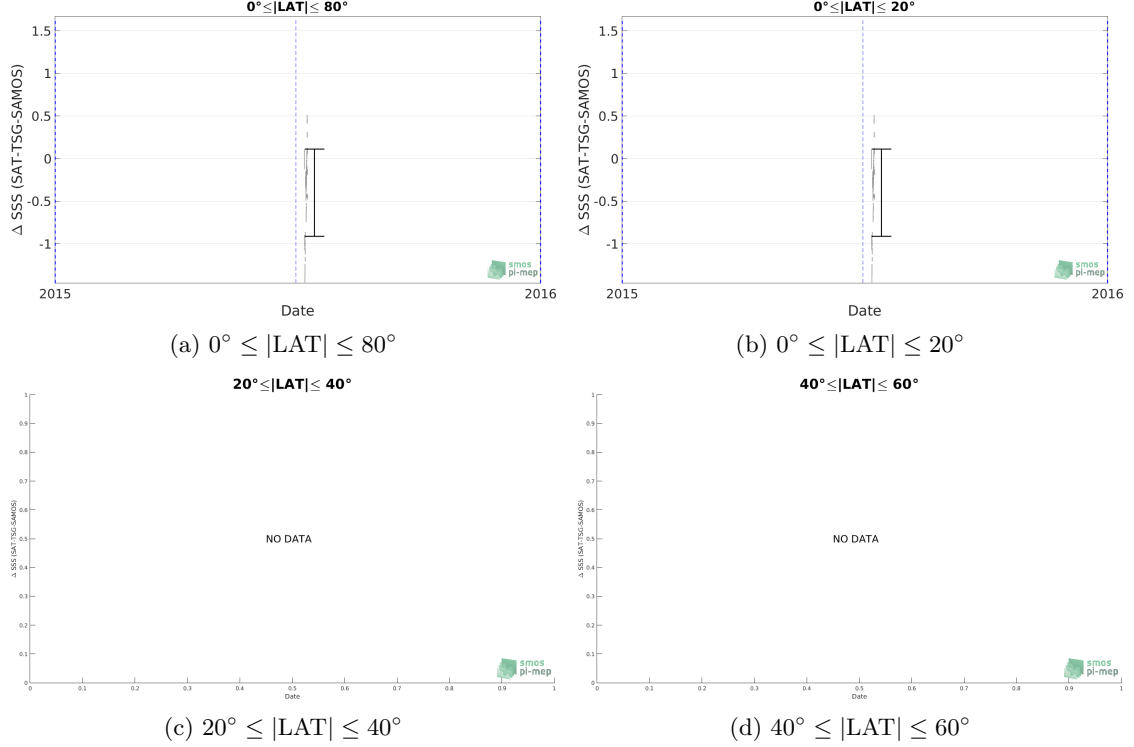 0°≤|LAT|≤ 80°
1.5
1
0.5
0
-0.5
-1
Δ SSS (SAT-TSG-SAMOS)
2015
2016
Date
smos
pi-mep
(a) 0° ≤ |LAT| ≤ 80°
0°≤|LAT|≤ 20°
1.5
1
0.5
0
-0.5
-1
Δ SSS (SAT-TSG-SAMOS)
2015
2016
Date
smos
pi-mep
(b) 0° ≤ |LAT| ≤ 20°
20°≤|LAT|≤ 40°
1
0.9
0.8
0.7
0.6
0.5
0.4
0.3
0.2
0.1
0
Δ SSS (SAT-TSG-SAMOS)
NO DATA
smos
pi-mep
0 0.1 0.2 0.3 0.4 0.5 0.6 0.7 0.8 0.9 1
Date
(c) 20° ≤ |LAT| ≤ 40°
40°≤|LAT|≤ 60°
1
0.9
0.8
0.7
0.6
0.5
0.4
0.3
0.2
0.1
0
Δ SSS (SAT-TSG-SAMOS)
NO DATA
smos
pi-mep
0 0.1 0.2 0.3 0.4 0.5 0.6 0.7 0.8 0.9 1
Date
(d) 40° ≤ |LAT| ≤ 60°